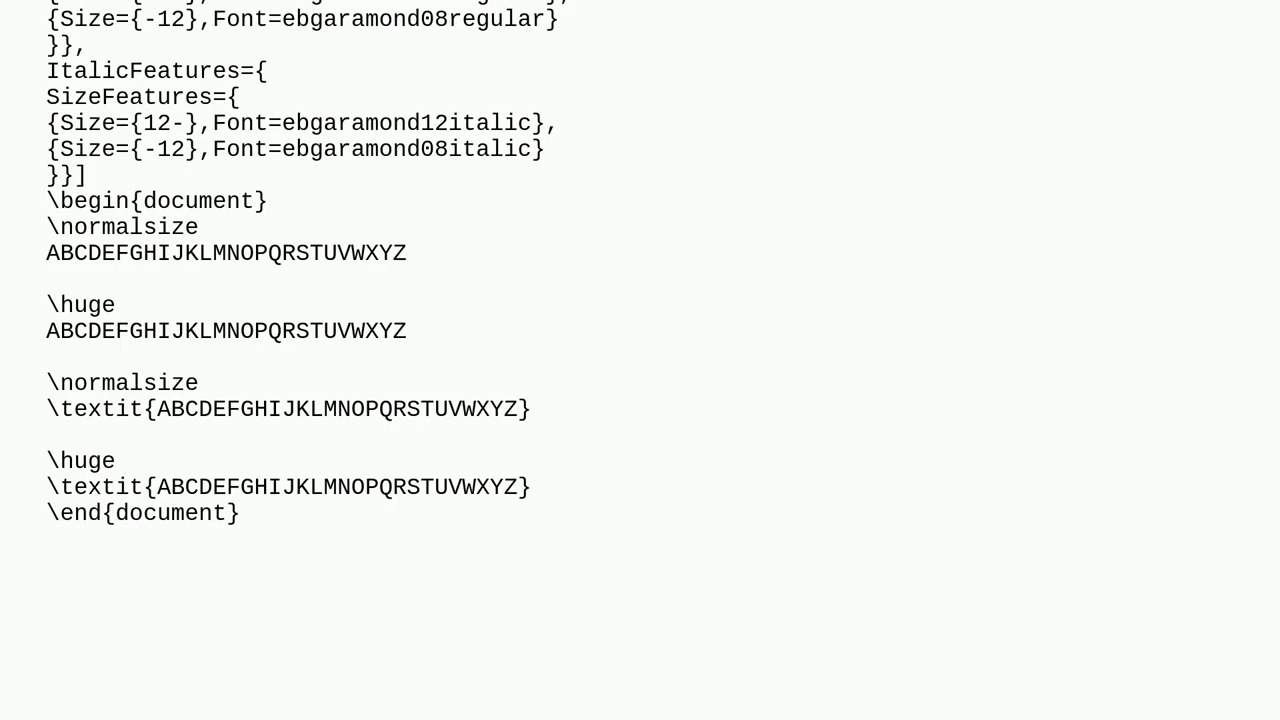 {Size={-12},Font=ebgaramond08regular}
}},
ItalicFeatures={
SizeFeatures={
{Size={12-},Font=ebgaramond12italic},
{Size={-12},Font=ebgaramond08italic}
}}]
\begin{document}
\normalsize
ABCDEFGHIJKLMNOPQRSTUVWXYZ
\huge
ABCDEFGHIJKLMNOPQRSTUVWXYZ
\normalsize
\textit{ABCDEFGHIJKLMNOPQRSTUVWXYZ}
\huge
\textit{ABCDEFGHIJKLMNOPQRSTUVWXYZ}
\end{document}